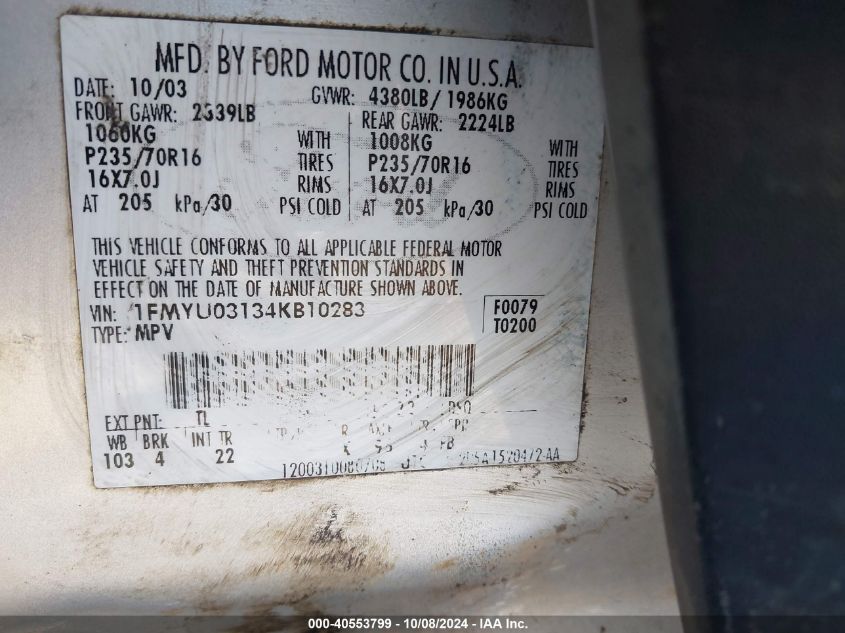 MFD. BY FORD MOTOR CO. IN U.S.A.
DATE: 10/03 GVWR: 4380LB / 1986KG
FRONT GAWR: 2339LB REAR GAWR: 2224LB
1060KG WITH 1008KG WITH
P235/70R16 TIRES P235/70R16 TIRES
16X7.0J RIMS 16X7.0J RIMS
AT 205 kPa/30 PSI COLD AT 205 kPa/30 PSI COLD
THIS VEHICLE CONFORMS TO ALL APPLICABLE FEDERAL MOTOR
VEHICLE SAFETY AND THEFT PREVENTION STANDARDS IN
EFFECT ON THE DATE OF MANUFACTURE SHOWN ABOVE.
VIN: 1FMYU03134KB10283 F0079
TYPE: MPV T0200
EXT PNT: TL DSO
WB BRK INT TR
103 4 22
000-40553799 - 10/08/2024 - IAA Inc.